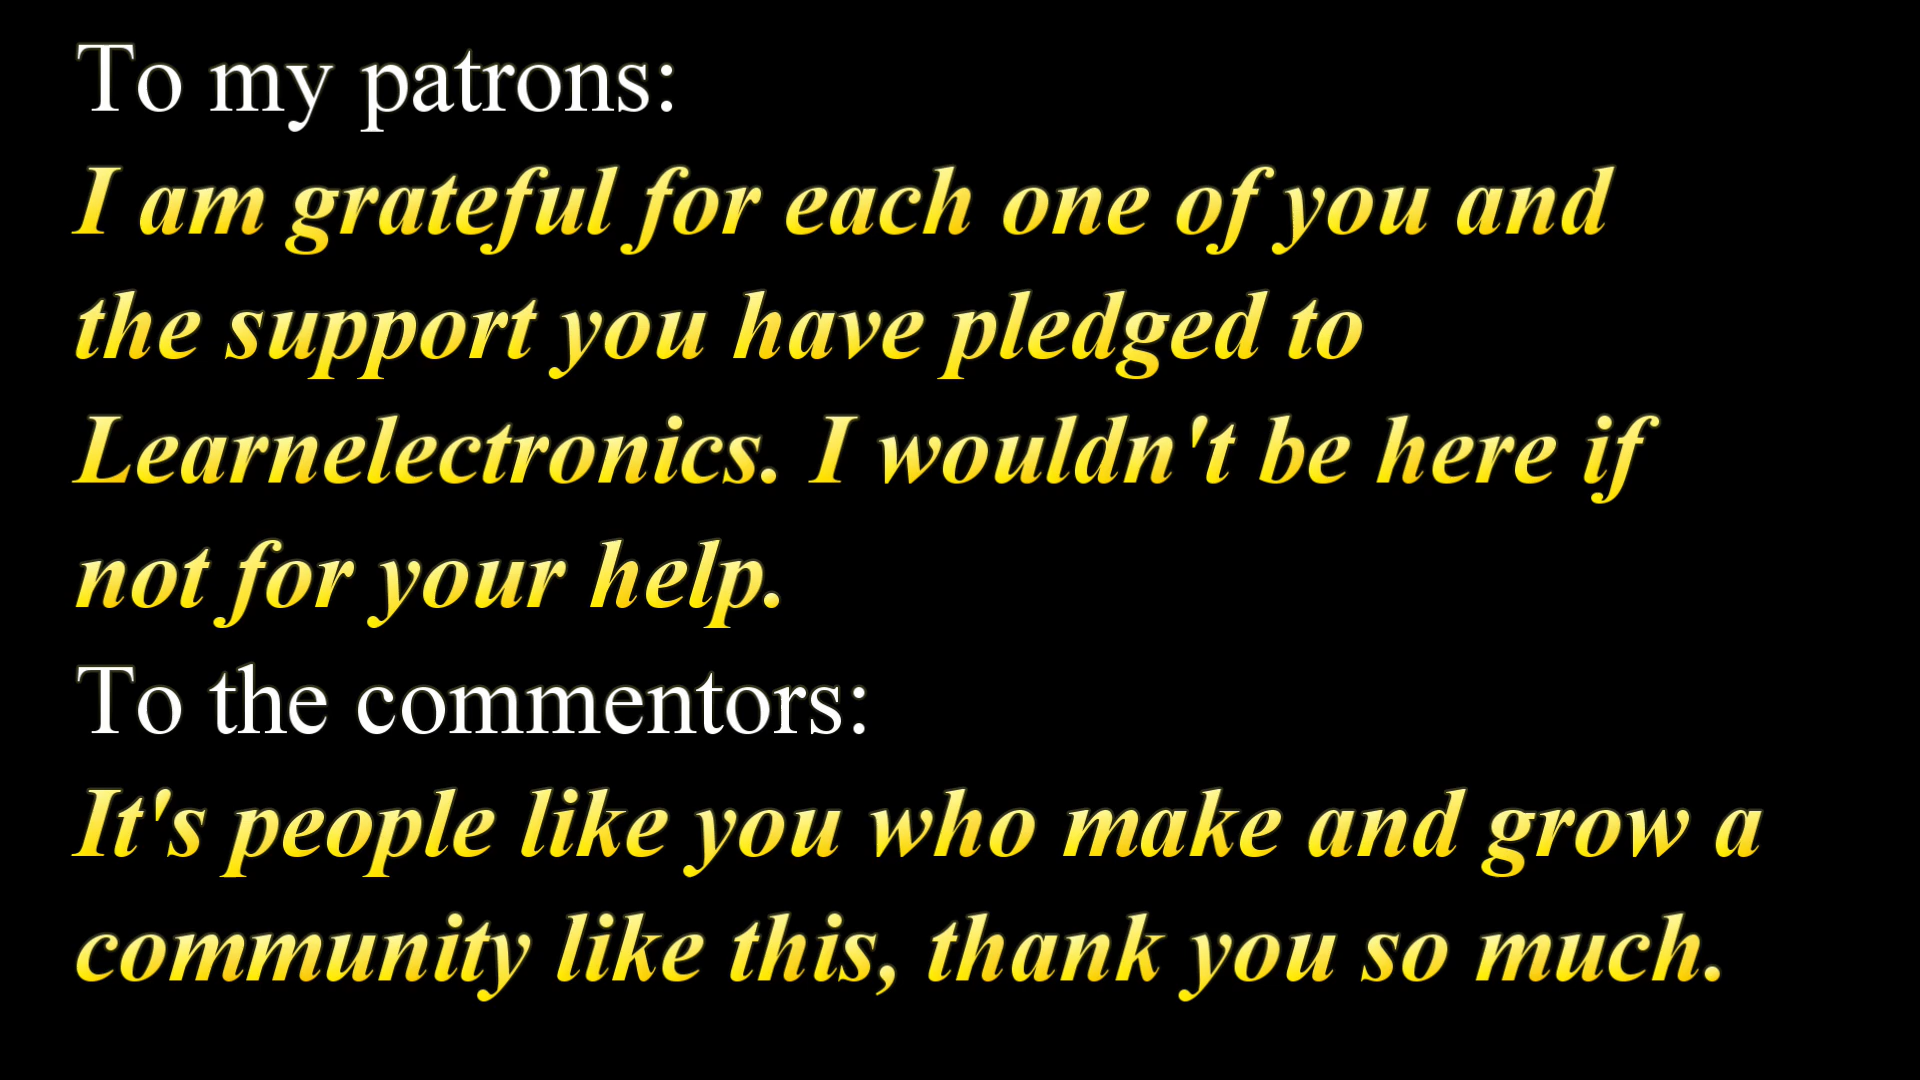 To my patrons:
I am grateful for each one of you and
the support you have pledged to
Learnelectronics. I wouldn't be here if
not for your help.
To the commentors:
It's people like you who make and grow a
community like this, thank you so much.